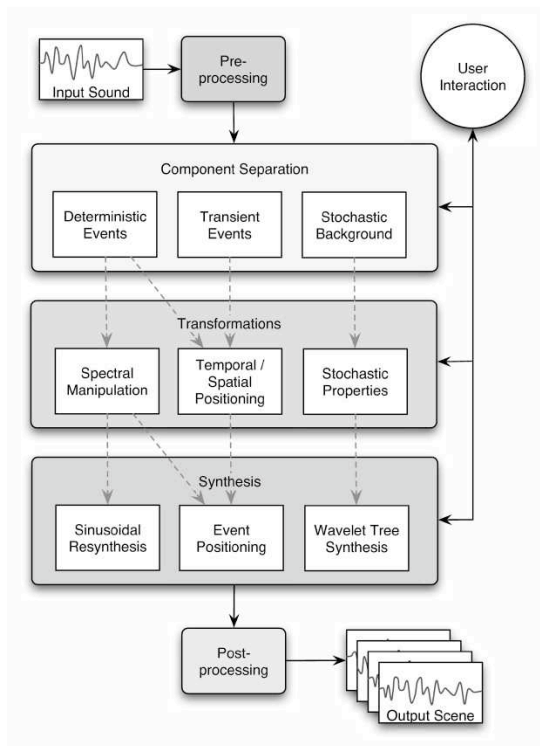 Input Sound
Pre-
processing
User
Interaction
Component Separation
Deterministic
Events
Transient
Events
Stochastic
Background
Transformations
Spectral
Manipulation
Temporal /
Spatial
Positioning
Stochastic
Properties
Synthesis
Sinusoidal
Resynthesis
Event
Positioning
Wavelet Tree
Synthesis
Post-
processing
Output Scene